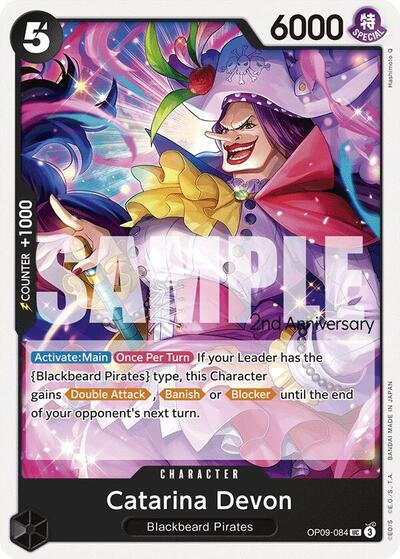 5
6000
特
SPECIAL
Hashimoto Q
COUNTER +1000
SAMPLE
2nd Anniversary
Activate:Main Once Per Turn If your Leader has the
{Blackbeard Pirates} type, this Character
gains Double Attack , Banish or Blocker until the end
of your opponent's next turn.
CHARACTER
Catarina Devon
Blackbeard Pirates
OP09-084 UC 3
©E.O/S ©E.O.S., T.A. BANDAI MADE IN JAPAN